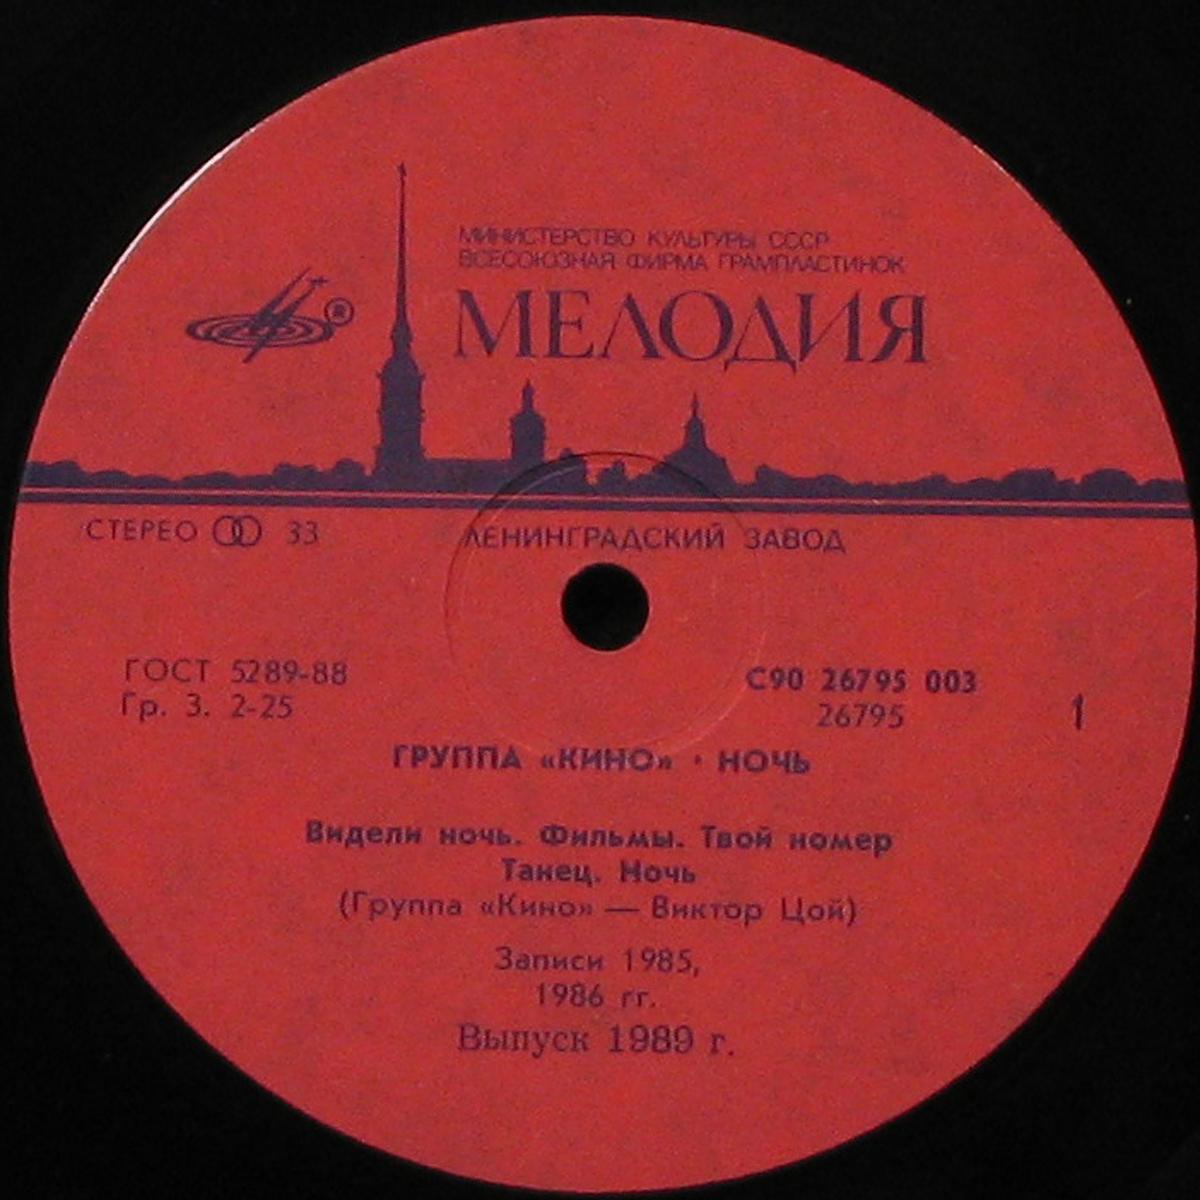 МИНИСТЕРСТВО КУЛЬТУРЫ СССР
ВСЕСОЮЗНАЯ ФИРМА ГРАМПЛАСТИНОК
МЕЛОДИЯ
®
СТЕРЕО 33
ЛЕНИНГРАДСКИЙ ЗАВОД
ГОСТ 5289-88
Гр. 3. 2-25
С90 26795 003
26795
1
ГРУППА «КИНО» · НОЧЬ
Видели ночь. Фильмы. Твой номер
Танец. Ночь
(Группа «Кино» — Виктор Цой)
Записи 1985,
1986 гг.
Выпуск 1989 г.